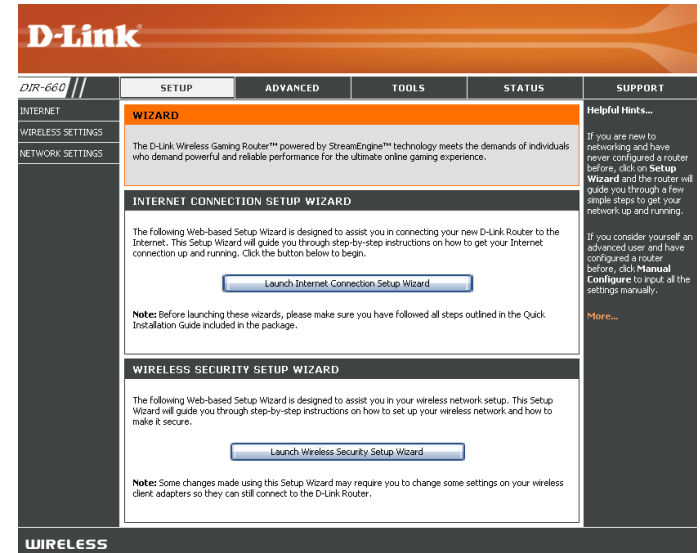 D-Link
DIR-660
SETUP
ADVANCED
TOOLS
STATUS
SUPPORT
INTERNET
WIRELESS SETTINGS
NETWORK SETTINGS
WIZARD
The D-Link Wireless Gaming Router™ powered by StreamEngine™ technology meets the demands of individuals
who demand powerful and reliable performance for the ultimate online gaming experience.
INTERNET CONNECTION SETUP WIZARD
The following Web-based Setup Wizard is designed to assist you in connecting your new D-Link Router to the
Internet. This Setup Wizard will guide you through step-by-step instructions on how to get your Internet
connection up and running. Click the button below to begin.
Launch Internet Connection Setup Wizard
Note: Before launching these wizards, please make sure you have followed all steps outlined in the Quick
Installation Guide included in the package.
WIRELESS SECURITY SETUP WIZARD
The following Web-based Setup Wizard is designed to assist you in your wireless network setup. This Setup
Wizard will guide you through step-by-step instructions on how to set up your wireless network and how to
make it secure.
Launch Wireless Security Setup Wizard
Note: Some changes made using this Setup Wizard may require you to change some settings on your wireless
client adapters so they can still connect to the D-Link Router.
Helpful Hints...
If you are new to
networking and have
never configured a router
before, click on Setup
Wizard and the router will
guide you through a few
simple steps to get your
network up and running.
If you consider yourself an
advanced user and have
configured a router
before, click Manual
Configure to input all the
settings manually.
More...
WIRELESS